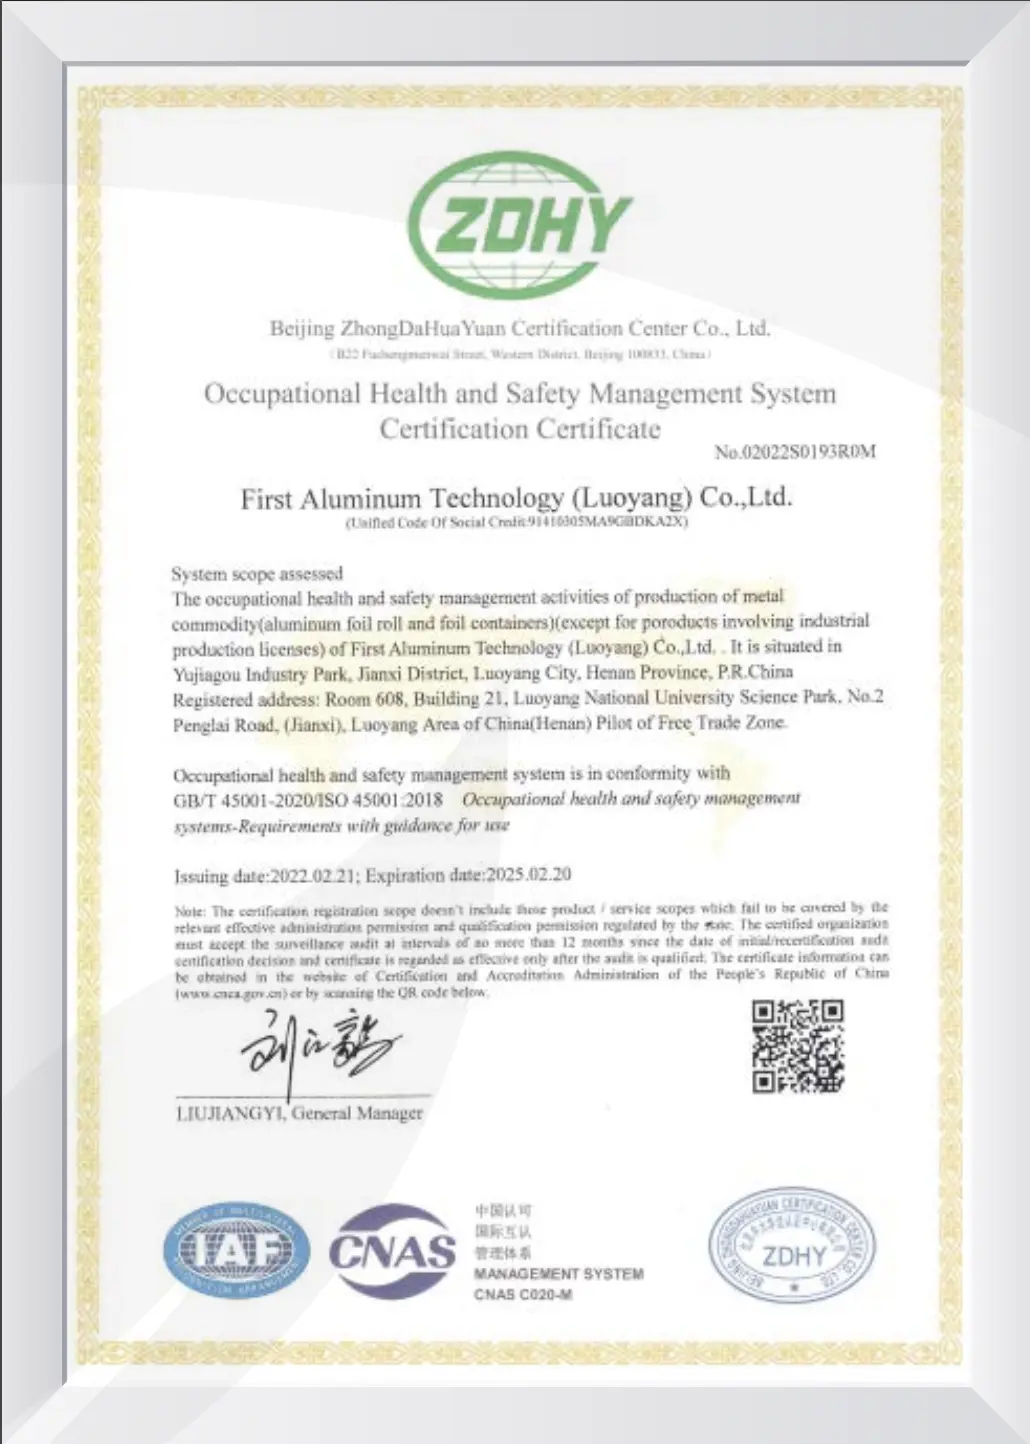 ZDHY
Beijing ZhongDaHuaYuan Certification Center Co., Ltd.
(B22 Fuchengmenwai Street, Western District, Beijing 100833, China)
Occupational Health and Safety Management System
Certification Certificate
No.02022S0193R0M
First Aluminum Technology (Luoyang) Co.,Ltd.
(Unified Code Of Social Credit:91410305MA9GBDKA2X)
System scope assessed
The occupational health and safety management activities of production of metal
commodity(aluminum foil roll and foil containers)(except for poroducts involving industrial
production licenses) of First Aluminum Technology (Luoyang) Co.,Ltd. . It is situated in
Yujiagou Industry Park, Jianxi District, Luoyang City, Henan Province, P.R.China
Registered address: Room 608, Building 21, Luoyang National University Science Park, No.2
Penglai Road, (Jianxi), Luoyang Area of China(Henan) Pilot of Free Trade Zone.
Occupational health and safety management system is in conformity with
GB/T 45001-2020/ISO 45001:2018 Occupational health and safety management
systems-Requirements with guidance for use
Issuing date:2022.02.21; Expiration date:2025.02.20
Note: The certification registration scope doesn't include those product / service scopes which fail to be covered by the
relevant effective administration permission and qualification permission regulated by the state. The certified organization
must accept the surveillance audit at intervals of no more than 12 months since the date of initial/recertification audit
certification decision and certificate is regarded as effective only after the audit is qualified. The certificate information can
be obtained in the website of Certification and Accreditation Administration of the People's Republic of China
(www.cnca.gov.cn) or by scanning the QR code below.
LIUJIANGYI, General Manager
MEMBER OF MULTILATERAL
IAF
RECOGNITION ARRANGEMENT
CNAS
中国认可
国际互认
管理体系
MANAGEMENT SYSTEM
CNAS C020-M
BEIJING ZHONGDAHUAYUAN CERTIFICATION CENTER CO., LTD.
ZDHY